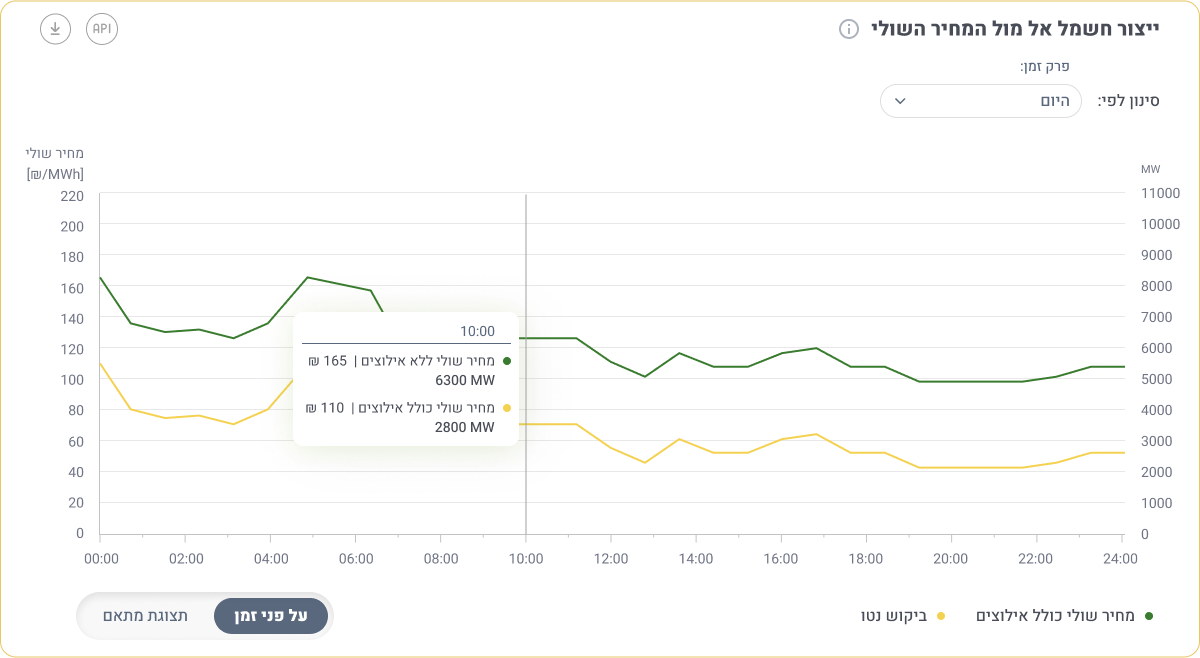 ייצור חשמל אל מול המחיר השולי
API
פרק זמן:
סינון לפי:
היום
מחיר שולי
[₪/MWh]
MW
220
200
180
160
140
120
100
80
60
40
20
0
11000
10000
9000
8000
7000
6000
5000
4000
3000
2000
1000
0
10:00
מחיר שולי ללא אילוצים | 165 ₪
6300 MW
מחיר שולי כולל אילוצים | 110 ₪
2800 MW
00:00 02:00 04:00 06:00 08:00 10:00 12:00 14:00 16:00 18:00 20:00 22:00 24:00
מחיר שולי כולל אילוצים
ביקוש נטו
על פני זמן
תצוגת מתאם